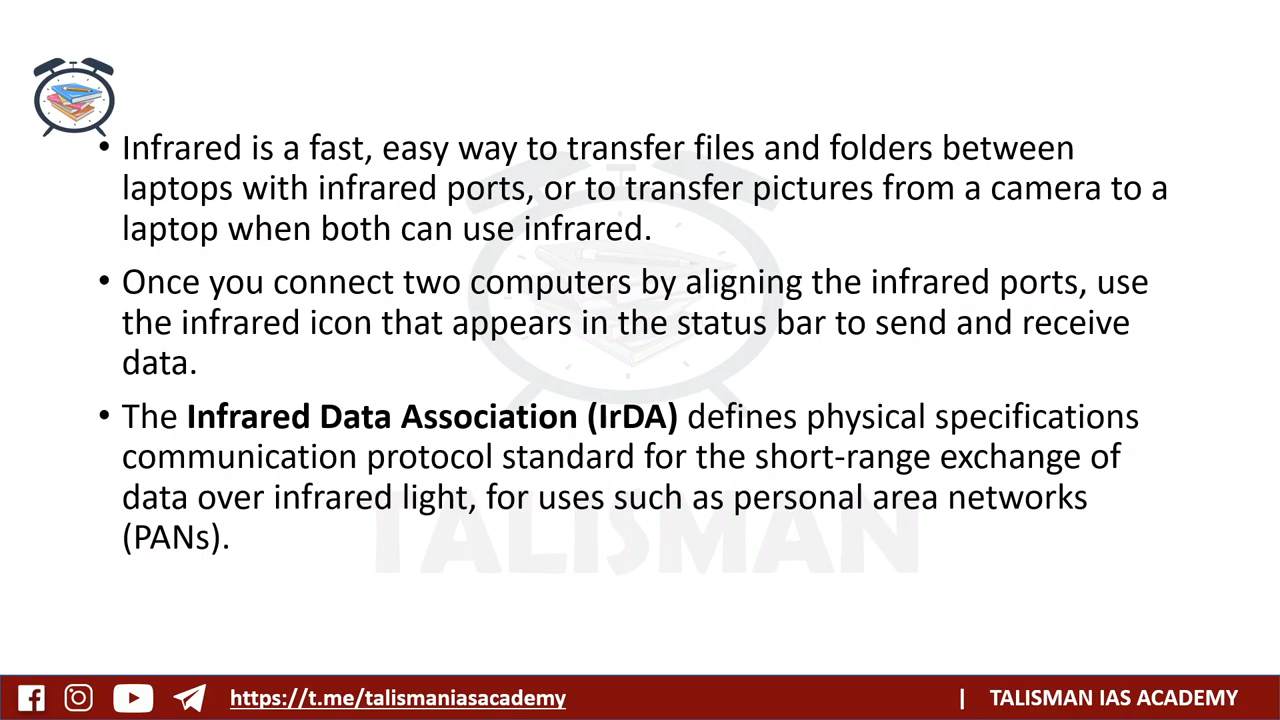 • Infrared is a fast, easy way to transfer files and folders between
laptops with infrared ports, or to transfer pictures from a camera to a
laptop when both can use infrared.
• Once you connect two computers by aligning the infrared ports, use
the infrared icon that appears in the status bar to send and receive
data.
• The Infrared Data Association (IrDA) defines physical specifications
communication protocol standard for the short-range exchange of
data over infrared light, for uses such as personal area networks
(PANs).
TALISMAN
https://t.me/talismaniasacademy | TALISMAN IAS ACADEMY